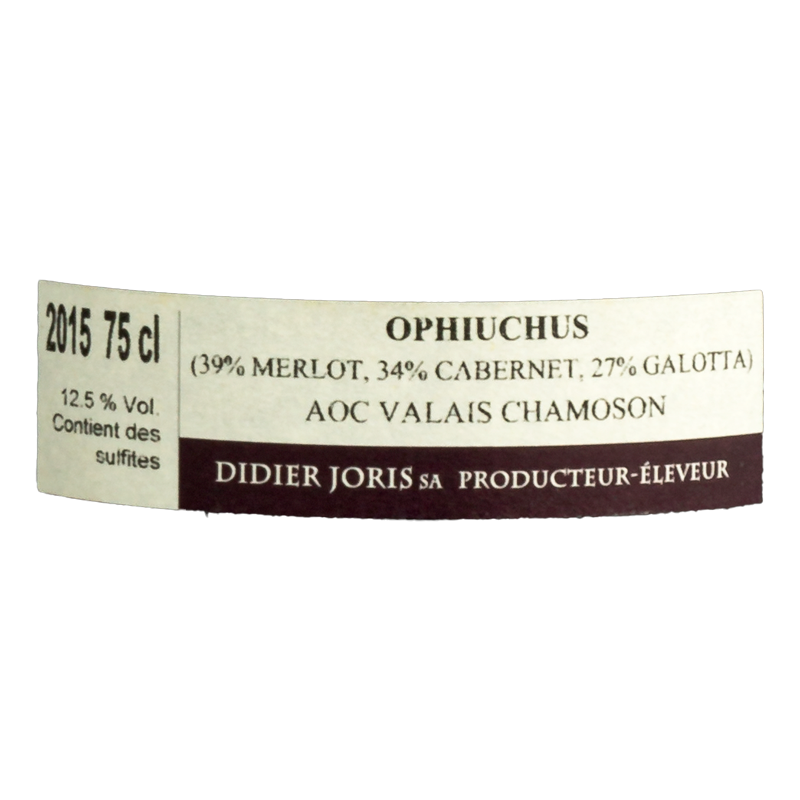 2015 75 cl
12.5 % Vol.
Contient des
sulfites
OPHIUCHUS
(39% MERLOT, 34% CABERNET, 27% GALOTTA)
AOC VALAIS CHAMOSON
DIDIER JORIS SA PRODUCTEUR-ÉLEVEUR